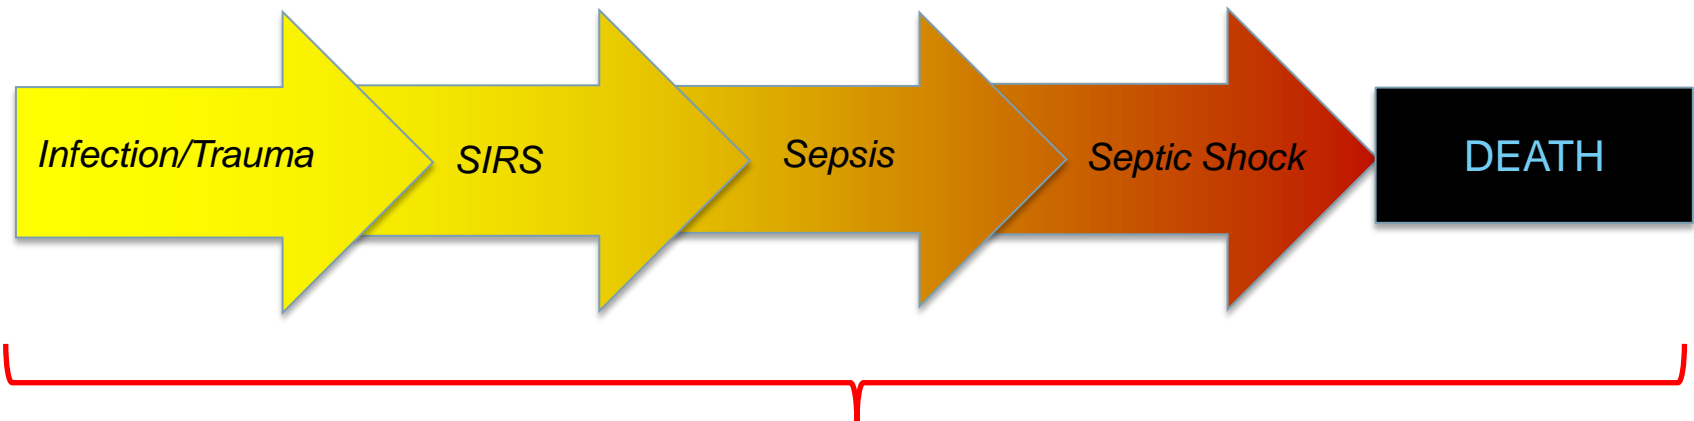 Infection/Trauma
SIRS
Sepsis
Septic Shock
DEATH